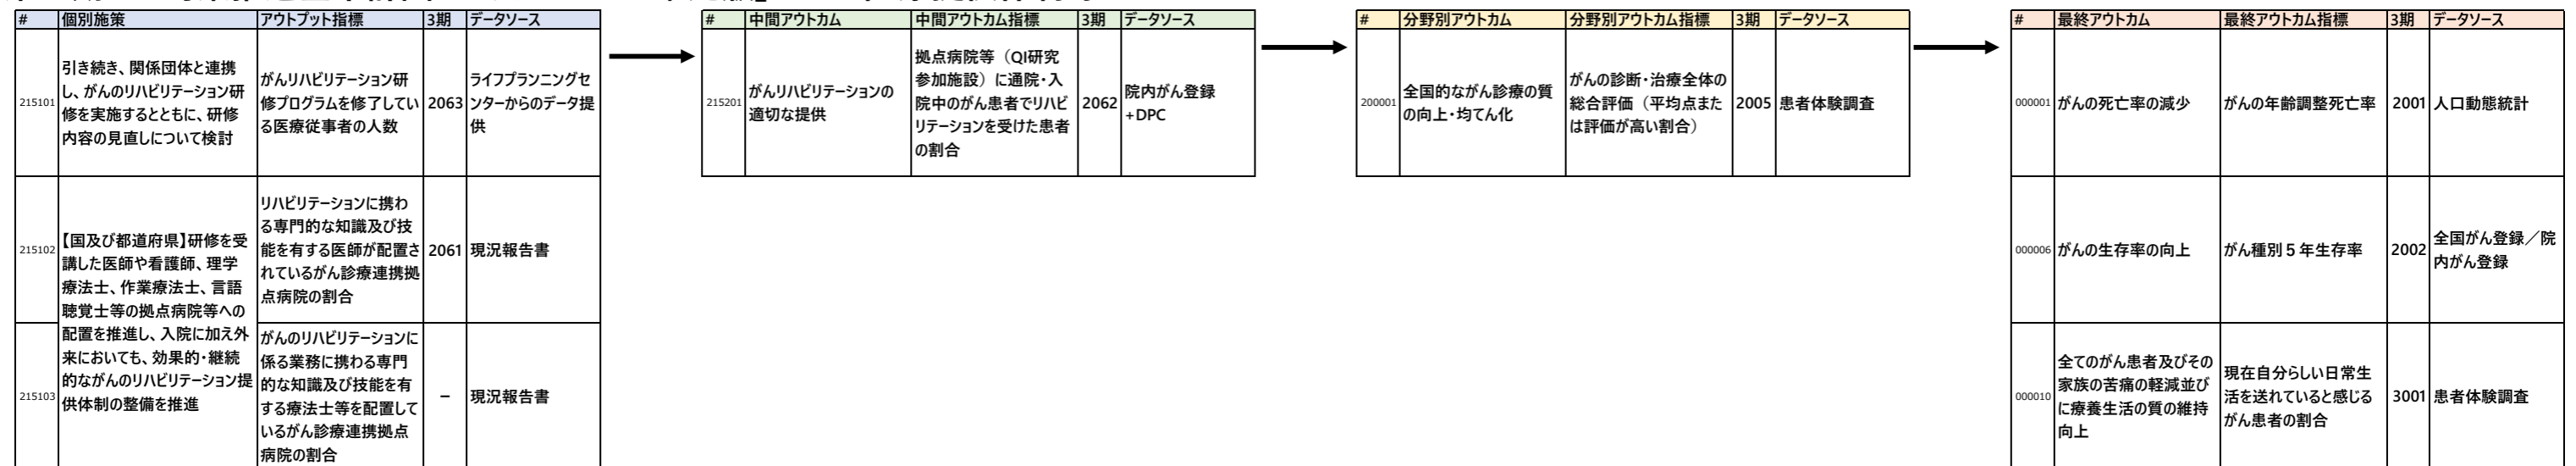 # 個別施策 アウトプット指標 3期 データソース
215101
引き続き、関係団体と連携
し、がんのリハビリテーション研
修を実施するとともに、研修
内容の見直しについて検討
がんリハビリテーション研
修プログラムを修了してい
る医療従事者の人数
2063
ライフプランニングセ
ンターからのデータ提
供
215102
【国及び都道府県】研修を受
講した医師や看護師、理学
療法士、作業療法士、言語
聴覚士等の拠点病院等への
配置を推進し、入院に加え外
来においても、効果的・継続
的ながんのリハビリテーション提
供体制の整備を推進
リハビリテーションに携わ
る専門的な知識及び技
能を有する医師が配置さ
れているがん診療連携拠
点病院の割合
2061
現況報告書
215103
がんのリハビリテーションに
係る業務に携わる専門
的な知識及び技能を有
する療法士等を配置して
いるがん診療連携拠点
病院の割合
－
現況報告書
# 中間アウトカム 中間アウトカム指標 3期 データソース
215201
がんリハビリテーションの
適切な提供
拠点病院等（QI研究
参加施設）に通院・入
院中のがん患者でリハビ
リテーションを受けた患者
の割合
2062
院内がん登録
+DPC
# 分野別アウトカム 分野別アウトカム指標 3期 データソース
200001
全国的ながん診療の質
の向上・均てん化
がんの診断・治療全体の
総合評価（平均点また
は評価が高い割合）
2005
患者体験調査
# 最終アウトカム 最終アウトカム指標 3期 データソース
000001
がんの死亡率の減少
がんの年齢調整死亡率
2001
人口動態統計
000006
がんの生存率の向上
がん種別５年生存率
2002
全国がん登録／院
内がん登録
000010
全てのがん患者及びその
家族の苦痛の軽減並び
に療養生活の質の維持
向上
現在自分らしい日常生
活を送れていると感じる
がん患者の割合
3001
患者体験調査